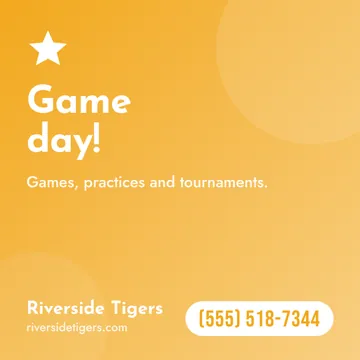 Game
day!
Games, practices and tournaments.
Riverside Tigers
riversidetigers.com
(555) 518-7344